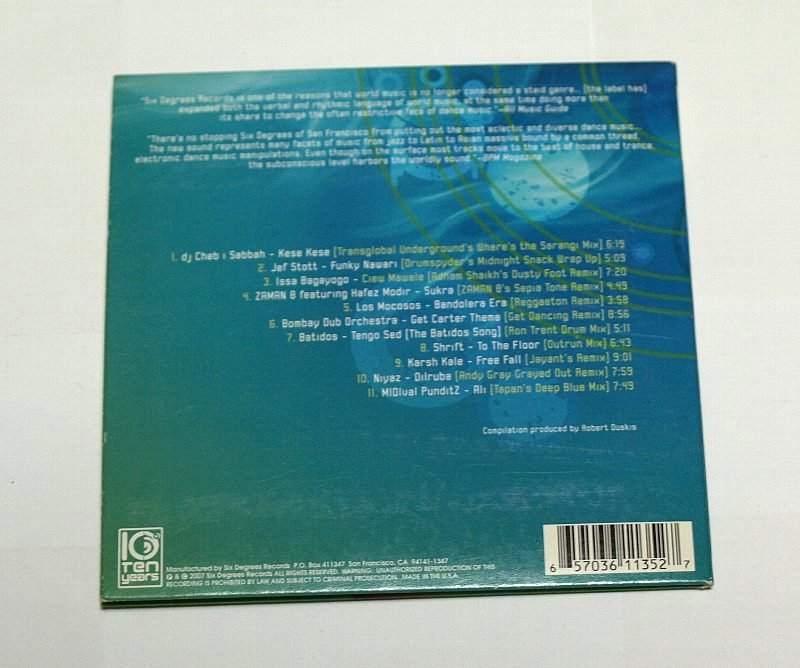 "Six Degrees Records is one of the reasons that world music is no longer considered a staid genre... [the label has]
expanded both the verbal and rhythmic language of world music, at the same time doing more than
its share to change the often restrictive face of dance music" —All Music Guide
"There's no stopping Six Degrees of San Francisco from putting out the most eclectic and diverse dance music...
The new sound represents many facets of music from jazz to Latin to Asian massive bound by a common thread,
electronic dance music manipulations. Even though on the surface most tracks move to the beat of house and trance,
the subconscious level harbors the worldly sound" —BPM Magazine
1. dj Cheb i Sabbah - Kese Kese [Transglobal Underground's Where's the Sarangi Mix] 6:19
2. Jef Stott - Funky Nawari [Drumspyder's Midnight Snack Wrap Up] 5:09
3. Issa Bagayogo - Ciew Mawele [Adham Shaikh's Dusty Foot Remix] 7:20
4. ZAMAN 8 featuring Hafez Modir - Sukra [ZAMAN 8's Sepia Tone Remix] 4:49
5. Los Mocosos - Bandolera Era [Reggaeton Remix] 3:58
6. Bombay Dub Orchestra - Get Carter Theme [Get Dancing Remix] 8:56
7. Batidos - Tengo Sed [The Batidos Song] [Ron Trent Drum Mix] 5:11
8. Shrift - To The Floor [Outrun Mix] 6:43
9. Karsh Kale - Free Fall [Jayant's Remix] 9:01
10. Niyaz - Dilruba [Andy Gray Grayed Out Remix] 7:59
11. MIDIval PunditZ - Ali [Tapan's Deep Blue Mix] 7:49
Compilation produced by Robert Duskis
10
Ten
Years
Manufactured by Six Degrees Records P.O. Box 411347 San Francisco, CA 94141-1347
℗ & © 2007 Six Degrees Records ALL RIGHTS RESERVED. WARNING: UNAUTHORIZED REPRODUCTION OF THIS
RECORDING IS PROHIBITED BY LAW AND SUBJECT TO CRIMINAL PROSECUTION. MADE IN THE U.S.A.
6 57036 11352 7